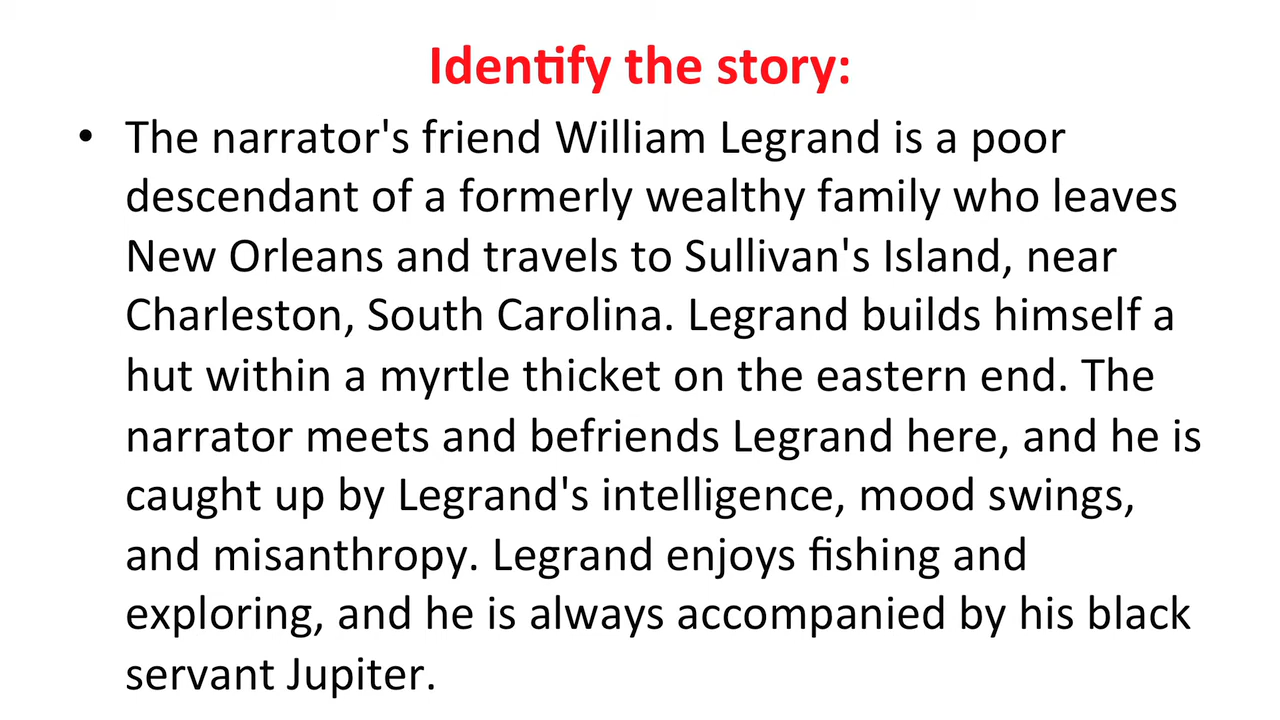 Identify the story:
• The narrator's friend William Legrand is a poor
descendant of a formerly wealthy family who leaves
New Orleans and travels to Sullivan's Island, near
Charleston, South Carolina. Legrand builds himself a
hut within a myrtle thicket on the eastern end. The
narrator meets and befriends Legrand here, and he is
caught up by Legrand's intelligence, mood swings,
and misanthropy. Legrand enjoys fishing and
exploring, and he is always accompanied by his black
servant Jupiter.